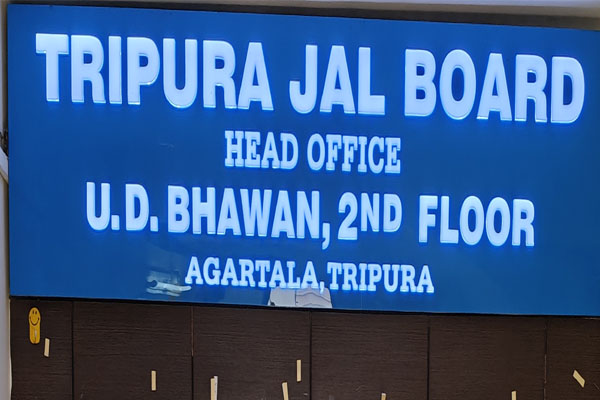 TRIPURA JAL BOARD
HEAD OFFICE
U.D. BHAWAN, 2ND FLOOR
AGARTALA, TRIPURA